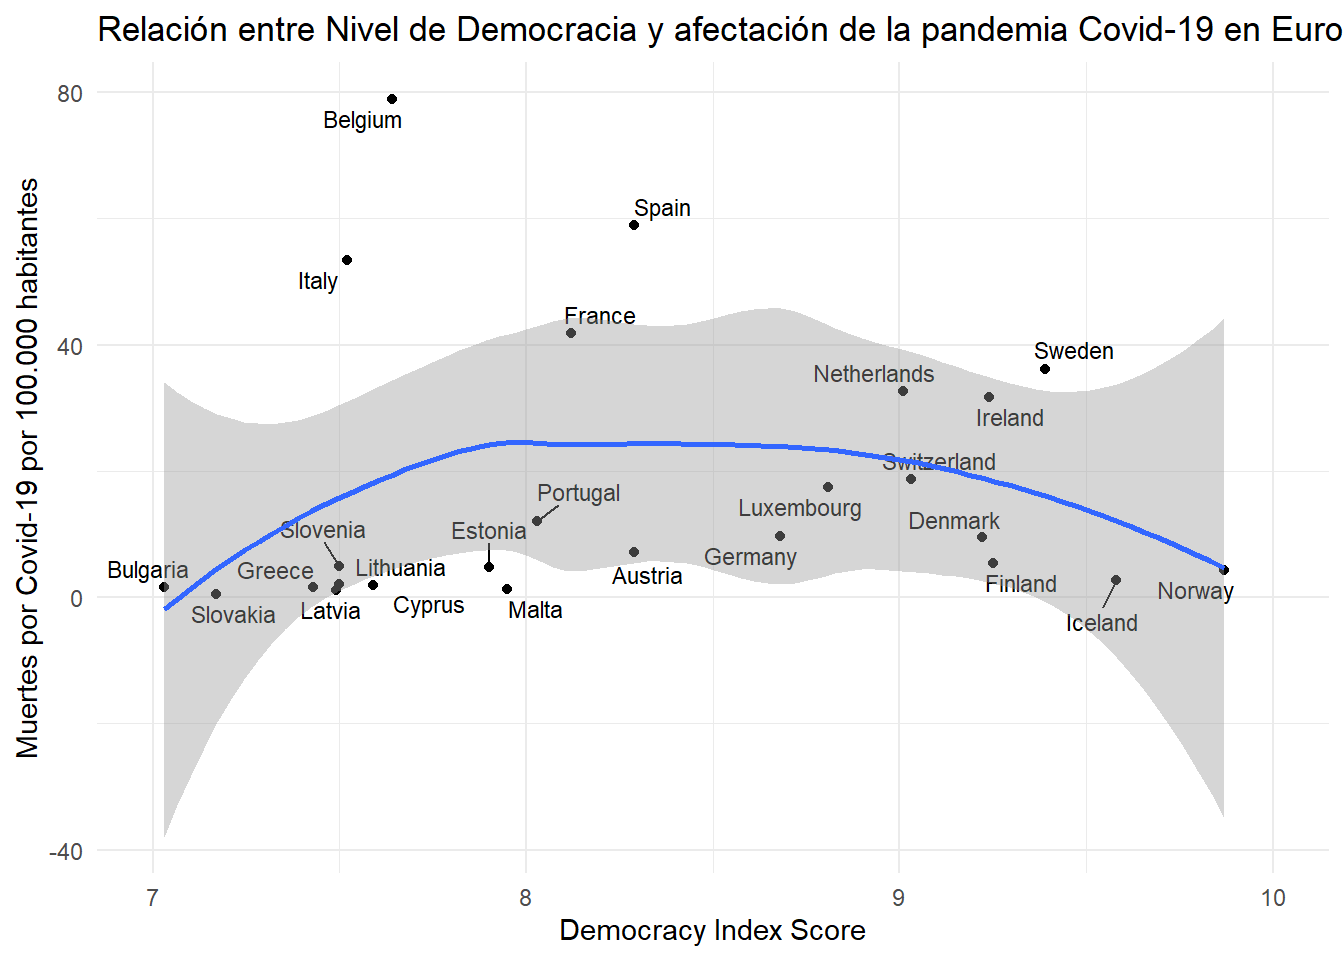 Relación entre Nivel de Democracia y afectación de la pandemia Covid-19 en Euro
Muertes por Covid-19 por 100.000 habitantes
80
40
0
-40
Belgium
Spain
Italy
France
Sweden
Netherlands
Ireland
Switzerland
Portugal
Luxembourg
Slovenia
Estonia
Denmark
Germany
Bulgaria
Greece
Lithuania
Austria
Finland
Norway
Slovakia
Latvia
Cyprus
Malta
Iceland
7
8
9
10
Democracy Index Score